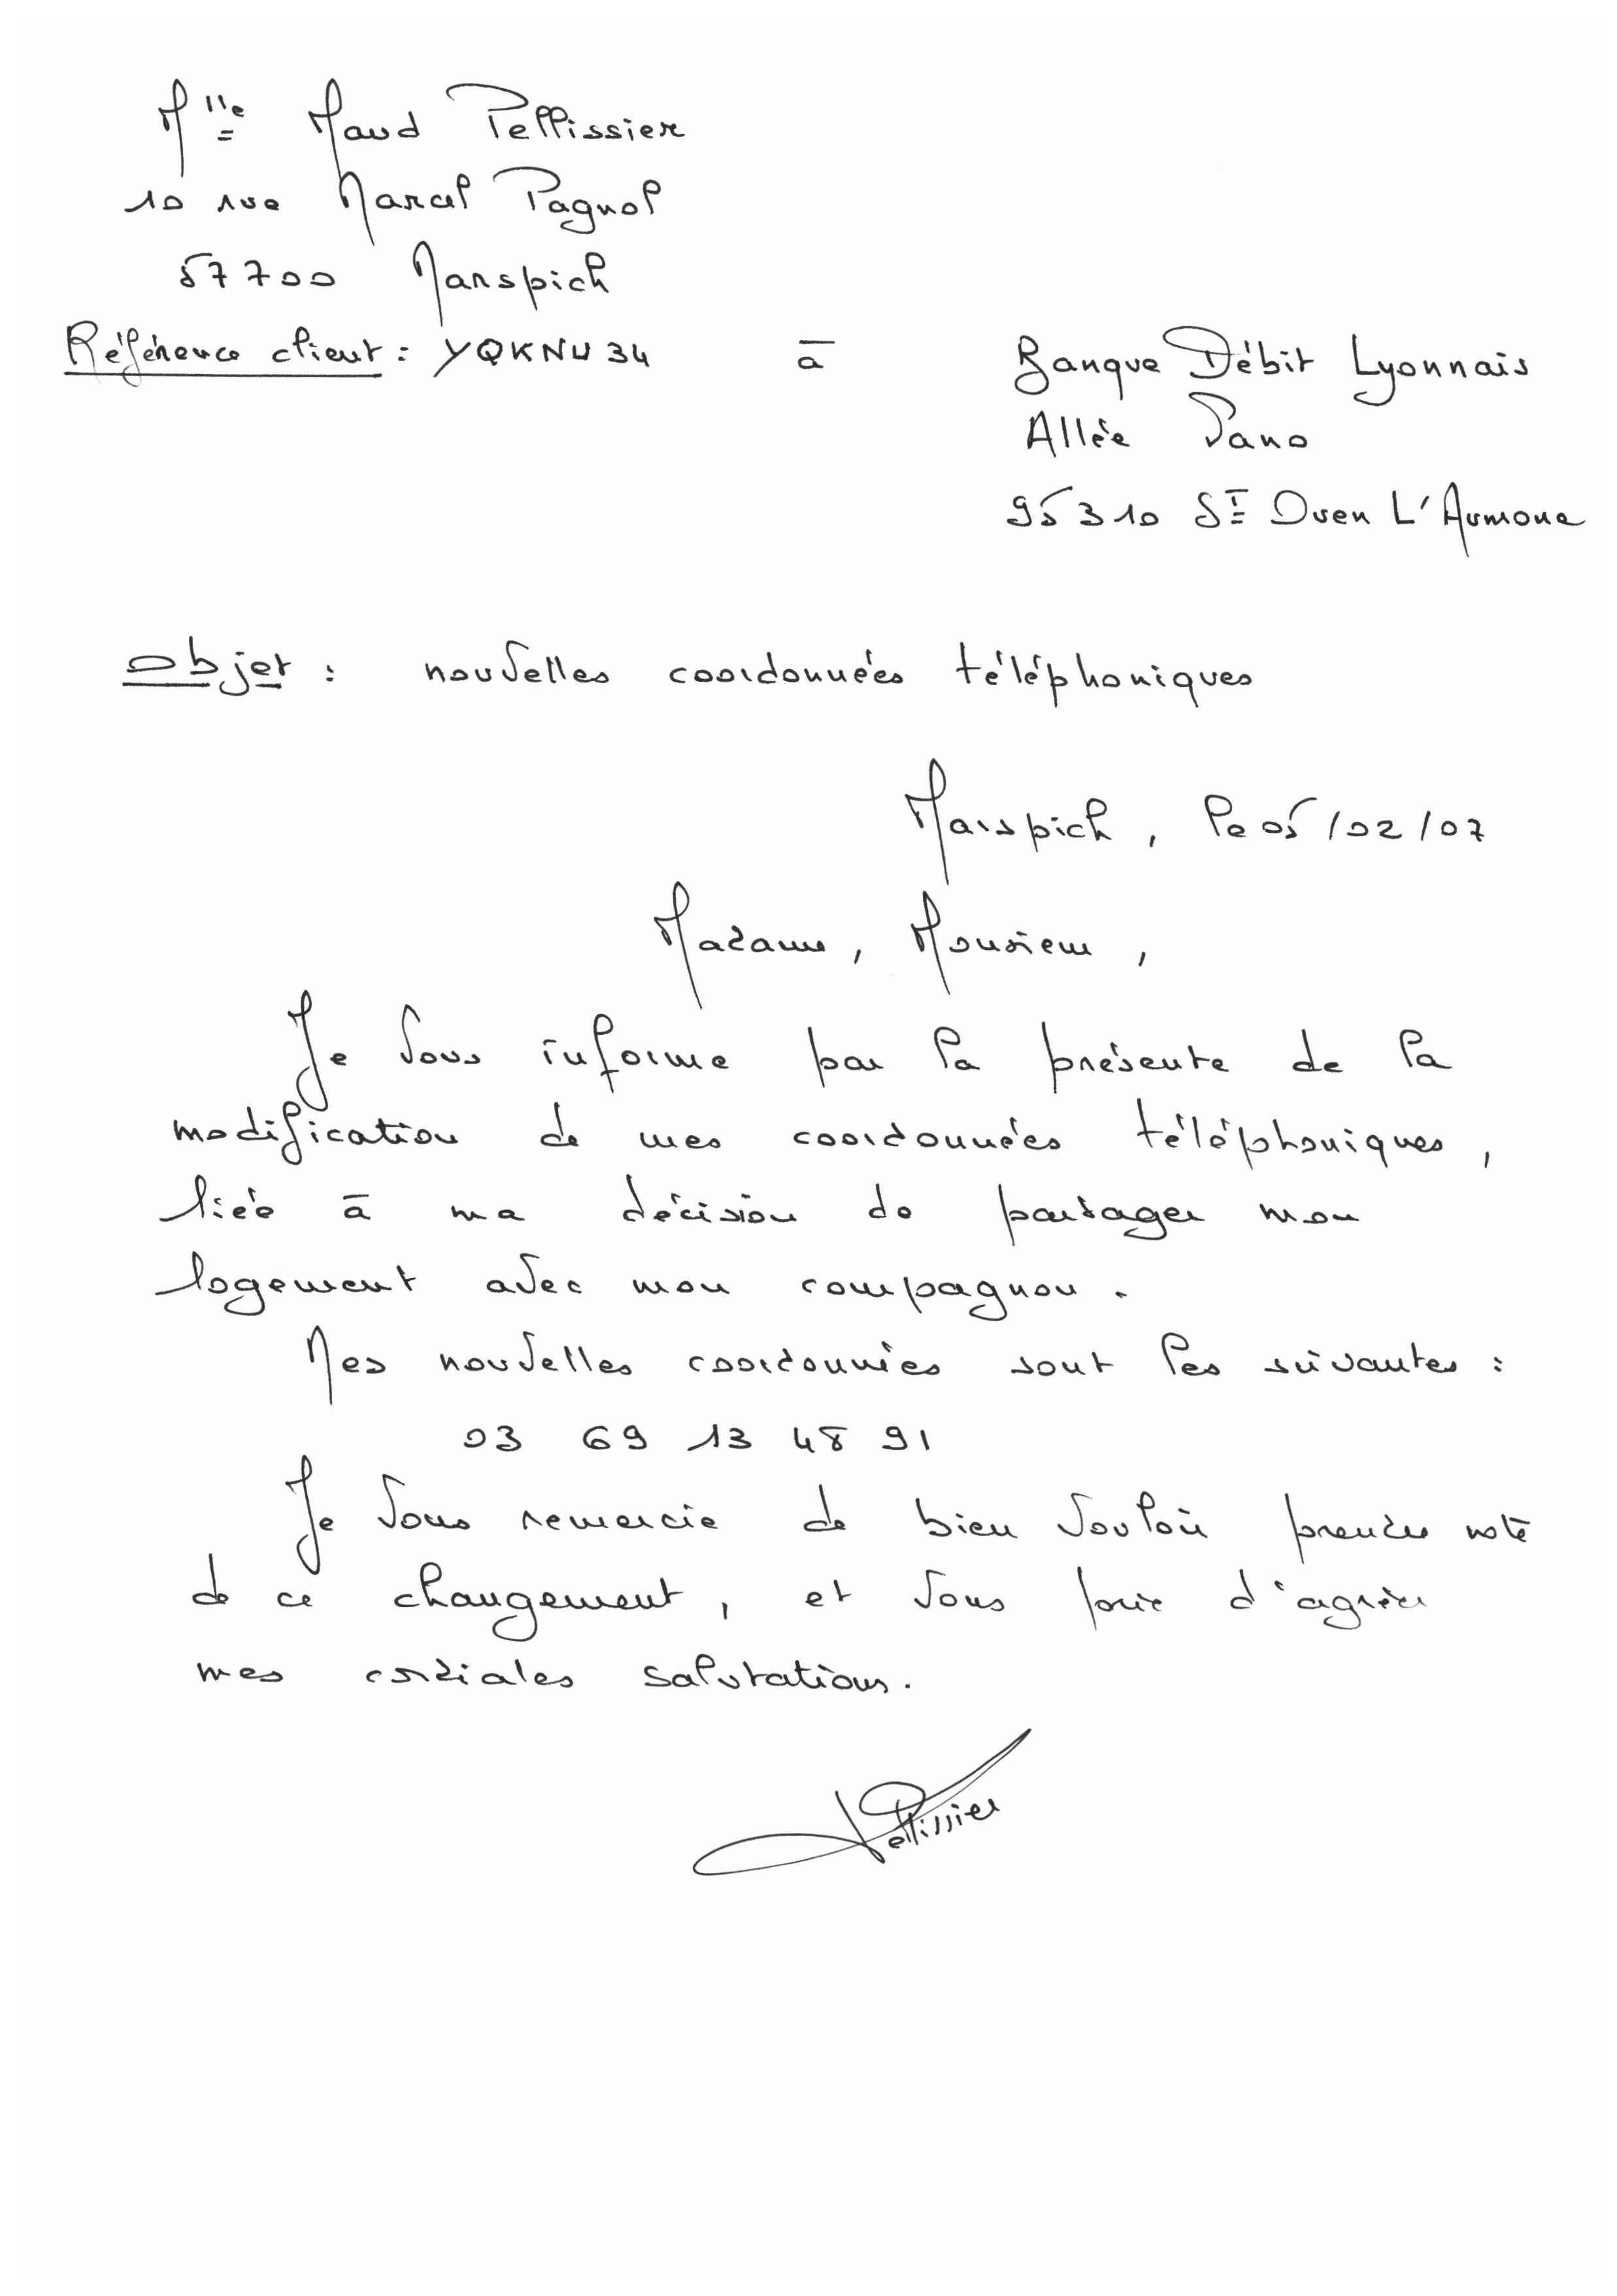 Mlle Maud Pellissier
10 rue Marcel Pagnol
57700 Marspich
Référence client : YQKNU34 à Banque Débit Lyonnais
Allée Pano
95310 St Ouen L'Aumone
Objet : nouvelles coordonnées téléphoniques
Marspich, le 05/02/07
Madame, Monsieur,
Je vous informe par la présente de la
modification de mes coordonnées téléphoniques,
liée à ma décision de partager mon
logement avec mon compagnon.
Mes nouvelles coordonnées sont les suivantes :
03 69 13 48 91
Je vous remercie de bien vouloir prendre note
de ce changement, et vous prie d'agréer
mes cordiales salutations.
Pellissier